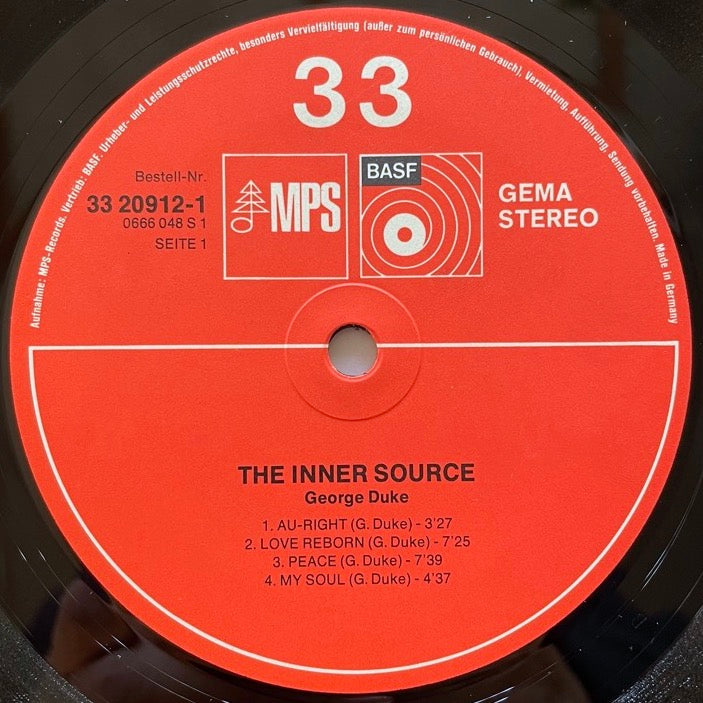 Aufnahme: MPS-Records. Vertrieb: BASF. Urheber- und Leistungsschutzrechte, besonders Vervielfältigung (außer zum persönlichen Gebrauch), Vermietung, Aufführung, Sendung vorbehalten. Made in Germany
33
Bestell-Nr.
33 20912-1
0666 048 S 1
SEITE 1
MPS
BASF
GEMA
STEREO
THE INNER SOURCE
George Duke
1. AU-RIGHT (G. Duke) - 3'27
2. LOVE REBORN (G. Duke) - 7'25
3. PEACE (G. Duke) - 7'39
4. MY SOUL (G. Duke) - 4'37